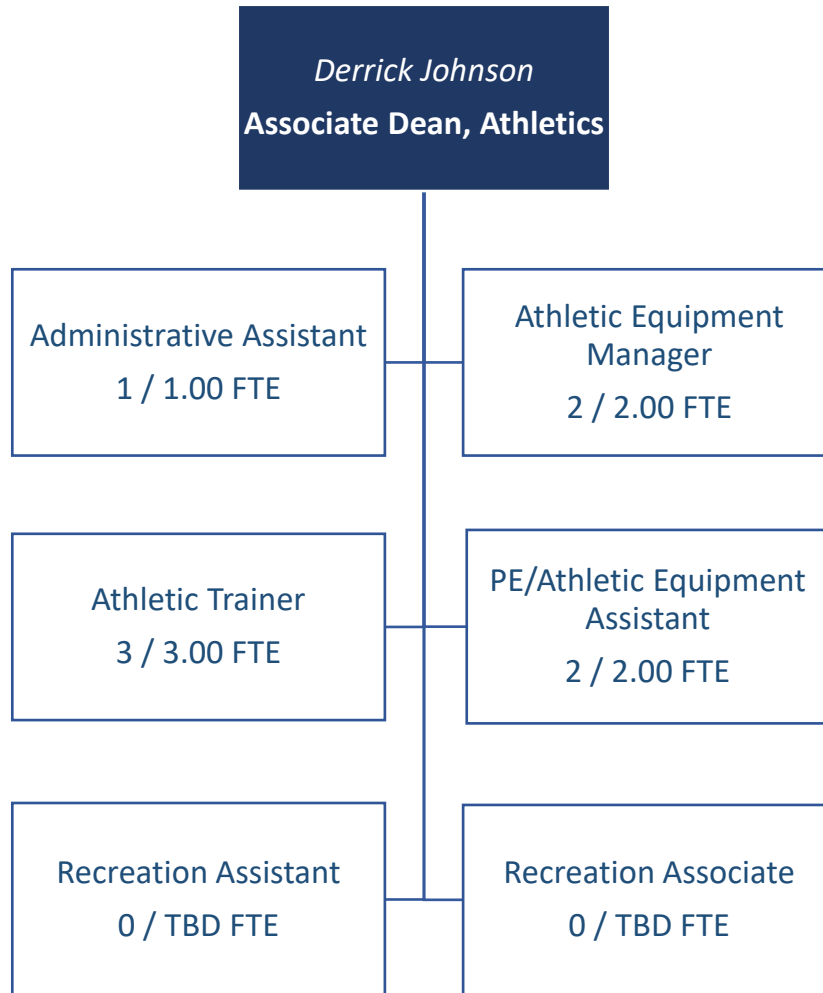 Derrick Johnson
Associate Dean, Athletics
Administrative Assistant
1 / 1.00 FTE
Athletic Equipment
Manager
2 / 2.00 FTE
Athletic Trainer
3 / 3.00 FTE
PE/Athletic Equipment
Assistant
2 / 2.00 FTE
Recreation Assistant
0 / TBD FTE
Recreation Associate
0 / TBD FTE